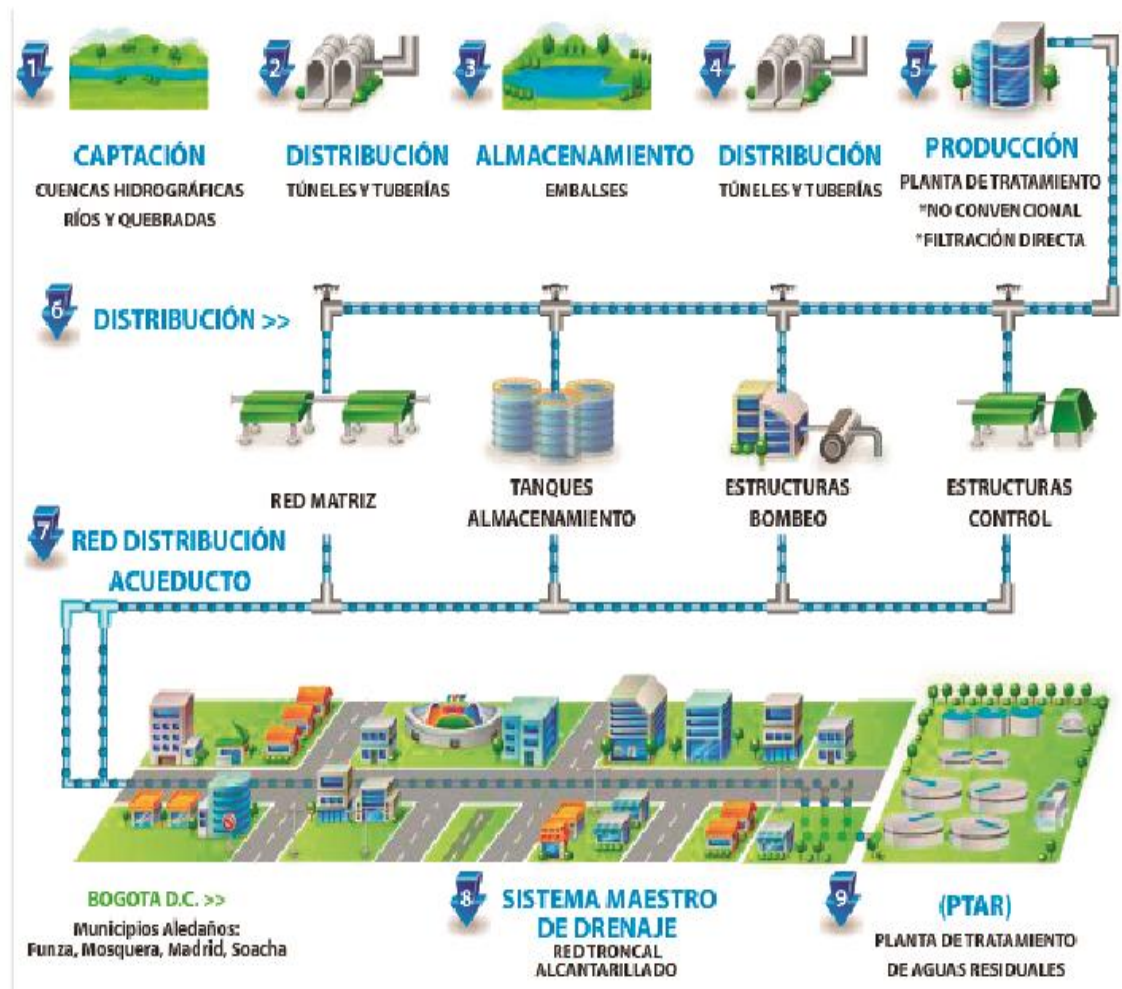 1
CAPTACIÓN
CUENCAS HIDROGRÁFICAS
RÍOS Y QUEBRADAS
2
DISTRIBUCIÓN
TÚNELES Y TUBERÍAS
3
ALMACENAMIENTO
EMBALSES
4
DISTRIBUCIÓN
TÚNELES Y TUBERÍAS
5
PRODUCCIÓN
PLANTA DE TRATAMIENTO
*NO CONVENCIONAL
*FILTRACIÓN DIRECTA
6
DISTRIBUCIÓN >>
RED MATRIZ
TANQUES
ALMACENAMIENTO
ESTRUCTURAS
BOMBEO
ESTRUCTURAS
CONTROL
7
RED DISTRIBUCIÓN
ACUEDUCTO
BOGOTA D.C. >>
Municipios Aledaños:
Funza, Mosquera, Madrid, Soacha
8
SISTEMA MAESTRO
DE DRENAJE
RED TRONCAL
ALCANTARILLADO
9
(PTAR)
PLANTA DE TRATAMIENTO
DE AGUAS RESIDUALES